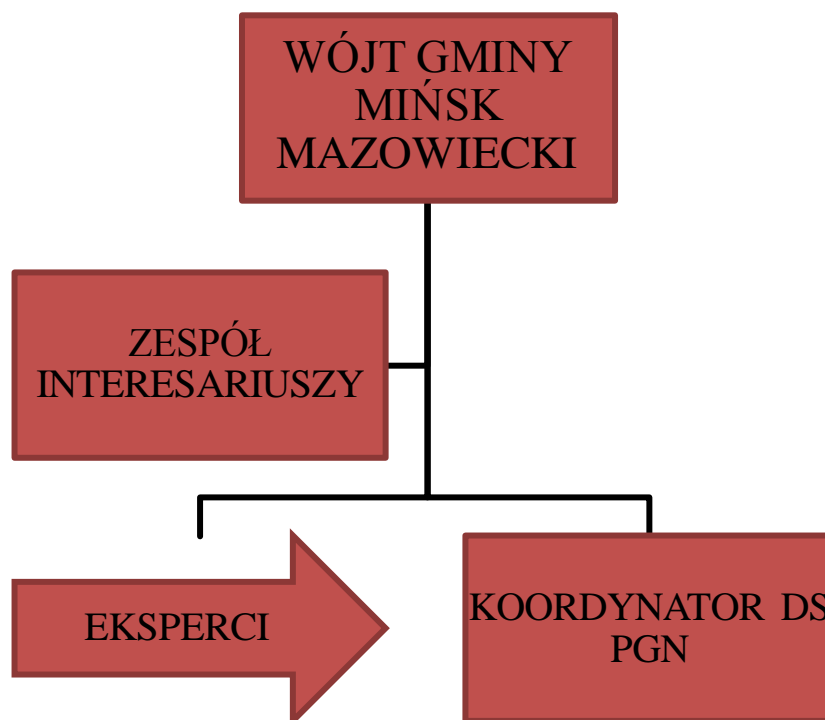 WÓJT GMINY
MIŃSK
MAZOWIECKI
ZESPÓŁ
INTERESARIUSZY
EKSPERCI
KOORDYNATOR DS
PGN